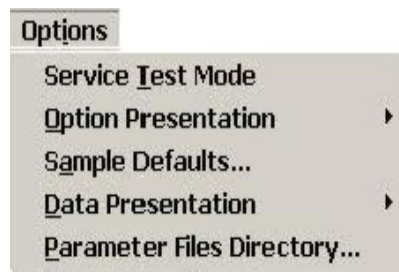 Options
Service Test Mode
Option Presentation
Sample Defaults...
Data Presentation
Parameter Files Directory...